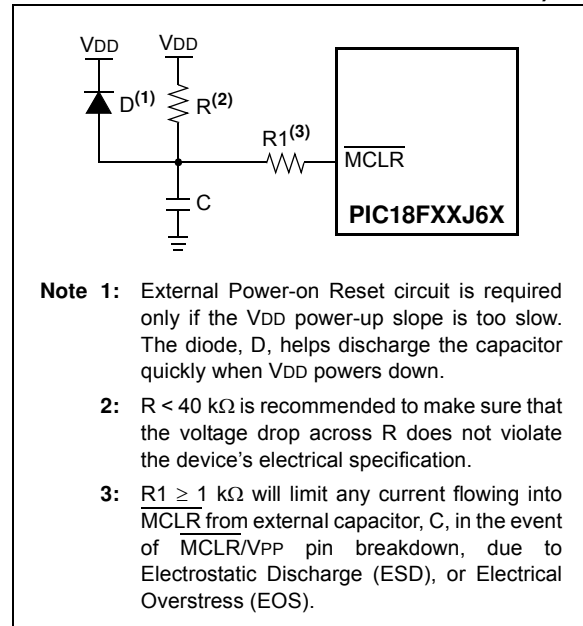 VDD VDD
D(1) R(2)
R1(3)
MCLR
C
PIC18FXXJ6X
Note 1: External Power-on Reset circuit is required
only if the VDD power-up slope is too slow.
The diode, D, helps discharge the capacitor
quickly when VDD powers down.
2: R < 40 kΩ is recommended to make sure that
the voltage drop across R does not violate
the device's electrical specification.
3: R1 ≥ 1 kΩ will limit any current flowing into
MCLR from external capacitor, C, in the event
of MCLR/VPP pin breakdown, due to
Electrostatic Discharge (ESD), or Electrical
Overstress (EOS).